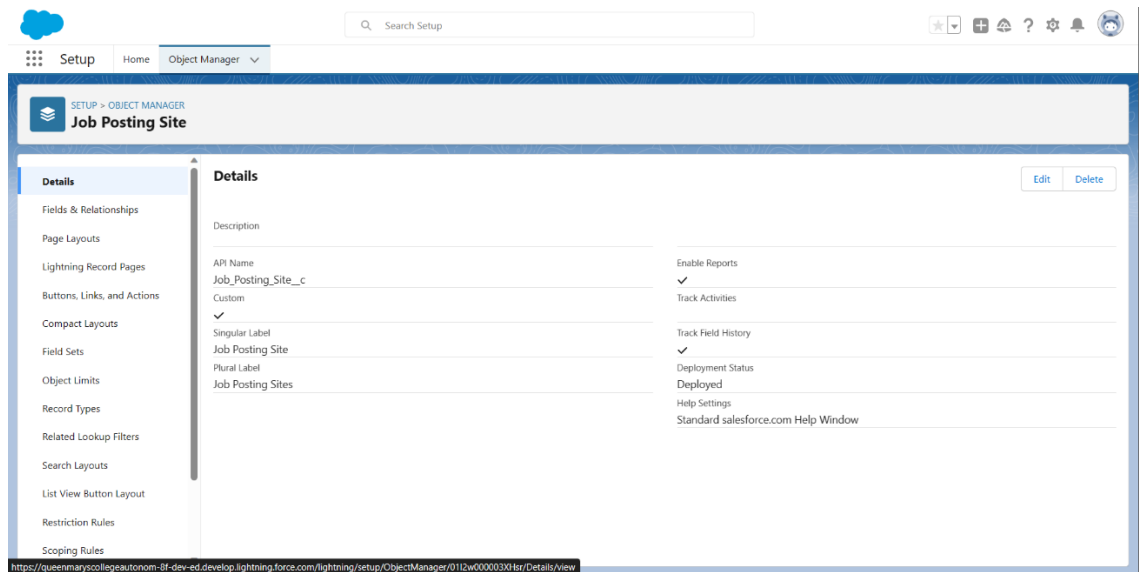 Search Setup
Setup
Home
Object Manager
SETUP > OBJECT MANAGER
Job Posting Site
Details
Fields & Relationships
Page Layouts
Lightning Record Pages
Buttons, Links, and Actions
Compact Layouts
Field Sets
Object Limits
Record Types
Related Lookup Filters
Search Layouts
List View Button Layout
Restriction Rules
Scoping Rules
Details
Edit
Delete
Description
API Name
Job_Posting_Site__c
Custom
Singular Label
Job Posting Site
Plural Label
Job Posting Sites
Enable Reports
Track Activities
Track Field History
Deployment Status
Deployed
Help Settings
Standard salesforce.com Help Window
https://queenmaryscollegeautonom-8f-dev-ed.develop.lightning.force.com/lightning/setup/ObjectManager/01I2w000003XHsr/Details/view